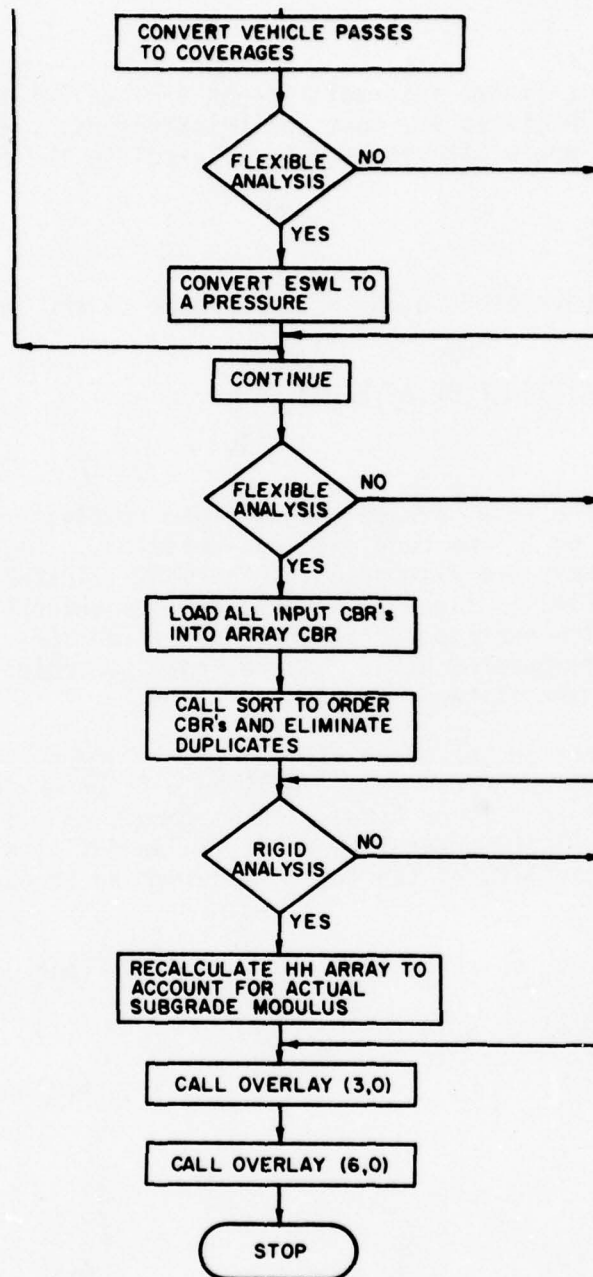 CONVERT VEHICLE PASSES
TO COVERAGES
FLEXIBLE
ANALYSIS
NO
YES
CONVERT ESWL TO
A PRESSURE
CONTINUE
FLEXIBLE
ANALYSIS
NO
YES
LOAD ALL INPUT CBR's
INTO ARRAY CBR
CALL SORT TO ORDER
CBR's AND ELIMINATE
DUPLICATES
RIGID
ANALYSIS
NO
YES
RECALCULATE HH ARRAY TO
ACCOUNT FOR ACTUAL
SUBGRADE MODULUS
CALL OVERLAY (3,0)
CALL OVERLAY (6,0)
STOP